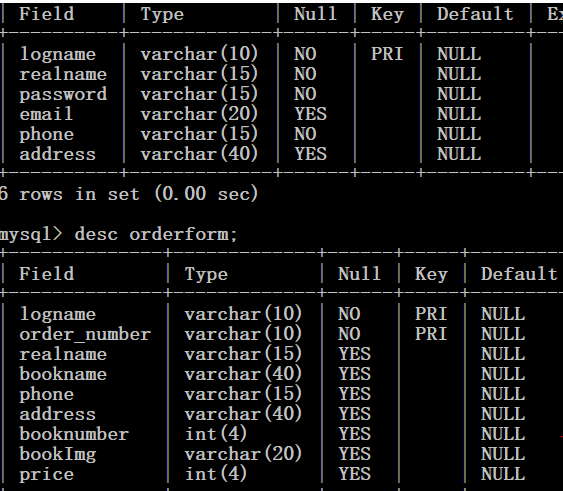 | Field | Type | Null | Key | Default | Ex
| logname | varchar(10) | NO | PRI | NULL |
| realname | varchar(15) | NO | | NULL |
| password | varchar(15) | NO | | NULL |
| email | varchar(20) | YES | | NULL |
| phone | varchar(15) | NO | | NULL |
| address | varchar(40) | YES | | NULL |
6 rows in set (0.00 sec)
mysql> desc orderform;
| Field | Type | Null | Key | Default
| logname | varchar(10) | NO | PRI | NULL
| order_number | varchar(10) | NO | PRI | NULL
| realname | varchar(15) | YES | | NULL
| bookname | varchar(40) | YES | | NULL
| phone | varchar(15) | YES | | NULL
| address | varchar(40) | YES | | NULL
| booknumber | int(4) | YES | | NULL
| bookImg | varchar(20) | YES | | NULL
| price | int(4) | YES | | NULL